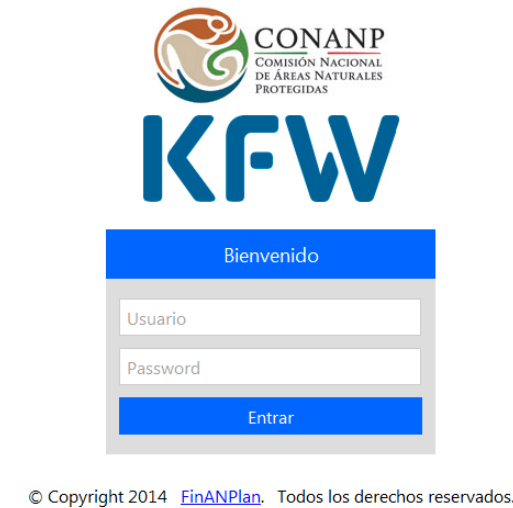 CONANP
COMISIÓN NACIONAL
DE ÁREAS NATURALES
PROTEGIDAS
KFW
Bienvenido
Usuario
Password
Entrar
© Copyright 2014 FinANPlan. Todos los derechos reservados.